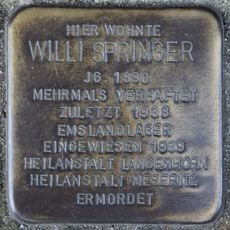 HIER WOHNTE
WILLI SPRINGER
JG. 1890
MEHRMALS VERHAFTET
ZULETZT 1938
EMSLANDLAGER
EINGEWIESEN 1939
HEILANSTALT LANGENHORN
HEILANSTALT MESERITZ
ERMORDET